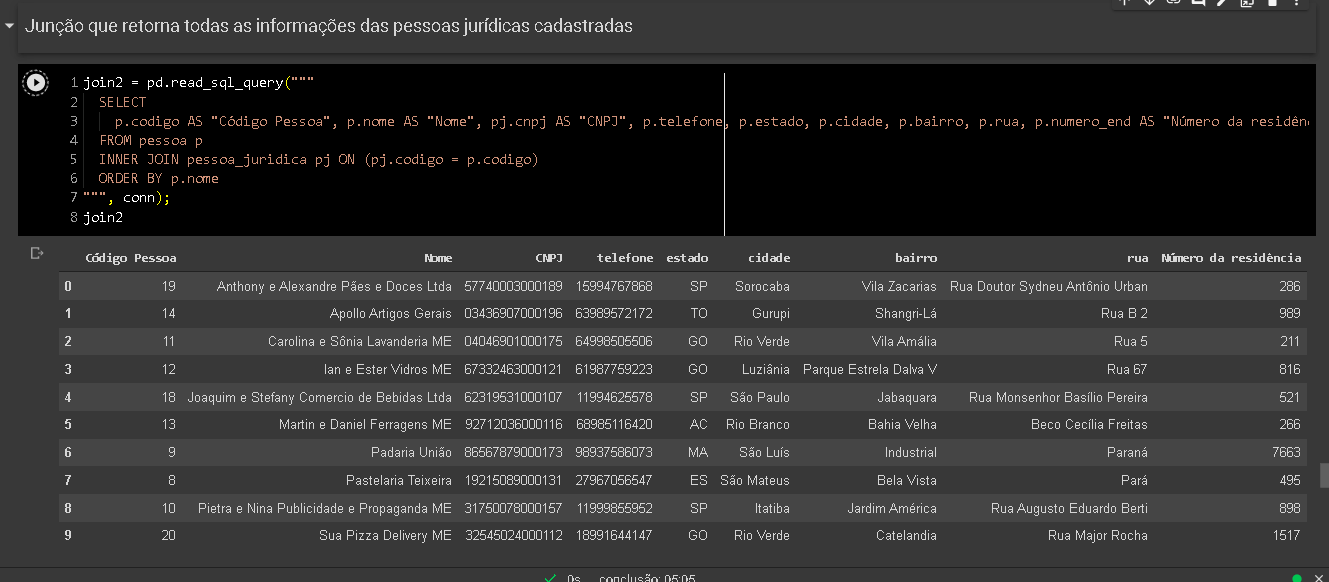 Junção que retorna todas as informações das pessoas jurídicas cadastradas
1 join2 = pd.read_sql_query("""
2 SELECT
3 p.codigo AS "Código Pessoa", p.nome AS "Nome", pj.cnpj AS "CNPJ", p.telefone, p.estado, p.cidade, p.bairro, p.rua, p.numero_end AS "Número da residên
4 FROM pessoa p
5 INNER JOIN pessoa_juridica pj ON (pj.codigo = p.codigo)
6 ORDER BY p.nome
7 """, conn);
8 join2
Código Pessoa Nome CNPJ telefone estado cidade bairro rua Número da residência
0 19 Anthony e Alexandre Pães e Doces Ltda 57740003000189 15994767868 SP Sorocaba Vila Zacarias Rua Doutor Sydneu Antônio Urban 286
1 14 Apollo Artigos Gerais 03436907000196 63989572172 TO Gurupi Shangri-Lá Rua B 2 989
2 11 Carolina e Sônia Lavanderia ME 04046901000175 64998505506 GO Rio Verde Vila Amália Rua 5 211
3 12 Ian e Ester Vidros ME 67332463000121 61987759223 GO Luziânia Parque Estrela Dalva V Rua 67 816
4 18 Joaquim e Stefany Comercio de Bebidas Ltda 62319531000107 11994625578 SP São Paulo Jabaquara Rua Monsenhor Basílio Pereira 521
5 13 Martin e Daniel Ferragens ME 92712036000116 68985116420 AC Rio Branco Bahia Velha Beco Cecília Freitas 266
6 9 Padaria União 86567879000173 98937586073 MA São Luís Industrial Paraná 7663
7 8 Pastelaria Teixeira 19215089000131 27967056547 ES São Mateus Bela Vista Pará 495
8 10 Pietra e Nina Publicidade e Propaganda ME 31750078000157 11999855952 SP Itatiba Jardim América Rua Augusto Eduardo Berti 898
9 20 Sua Pizza Delivery ME 32545024000112 18991644147 GO Rio Verde Catelandia Rua Major Rocha 1517
0s conclusão: 05:05